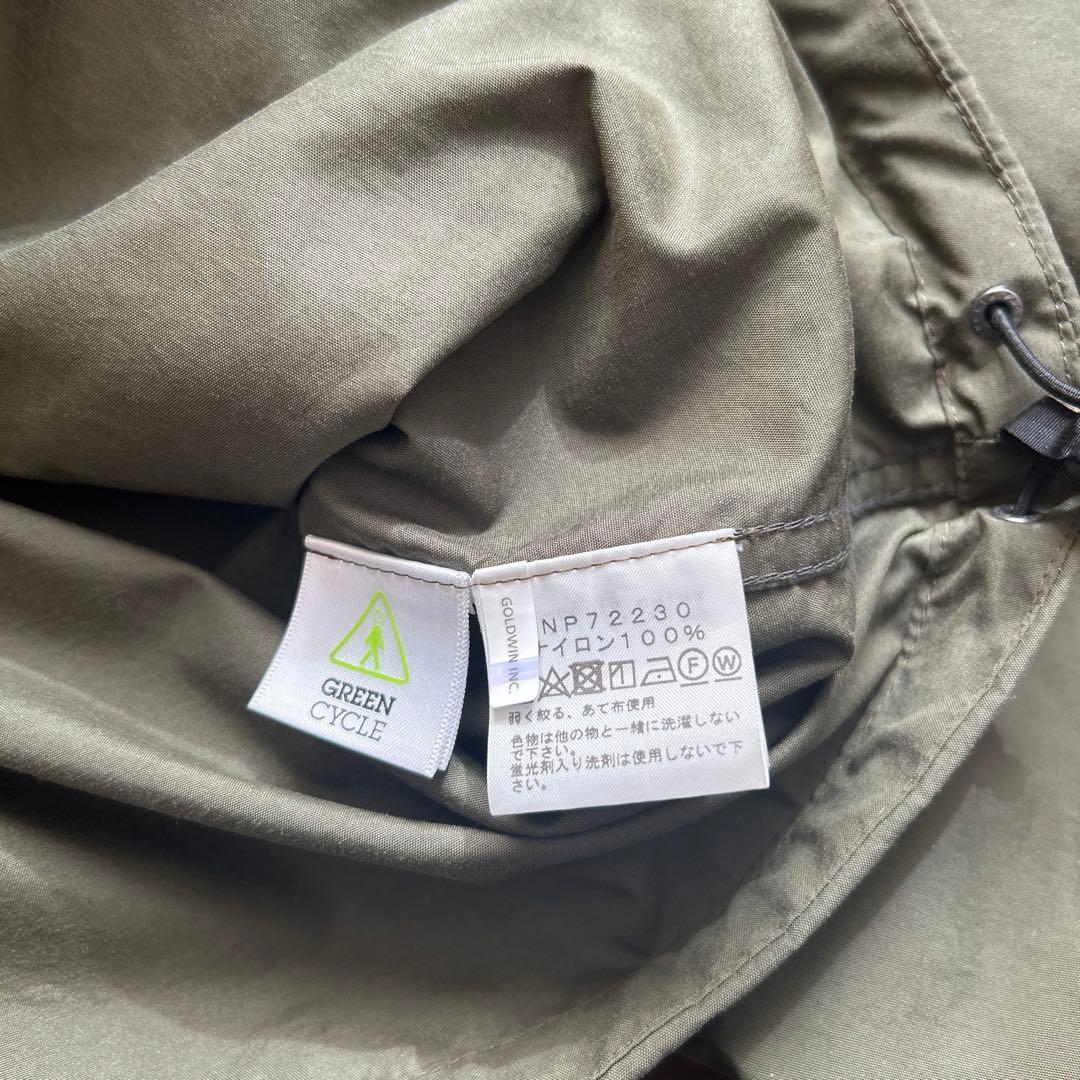 GREEN
CYCLE
GOLDWIN INC.
NP72230
ナイロン100%
F W
弱く絞る、あて布使用
色物は他の物と一緒に洗濯しない
で下さい。
蛍光剤入り洗剤は使用しないで下
さい。